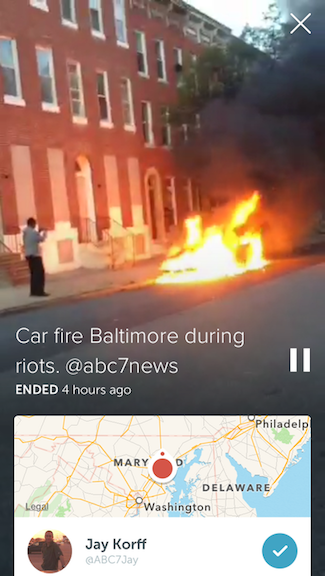 Car fire Baltimore during
riots. @abc7news
ENDED 4 hours ago
Philadelp
MARY D
DELAWARE
Washington
Legal
Jay Korff
@ABC7Jay